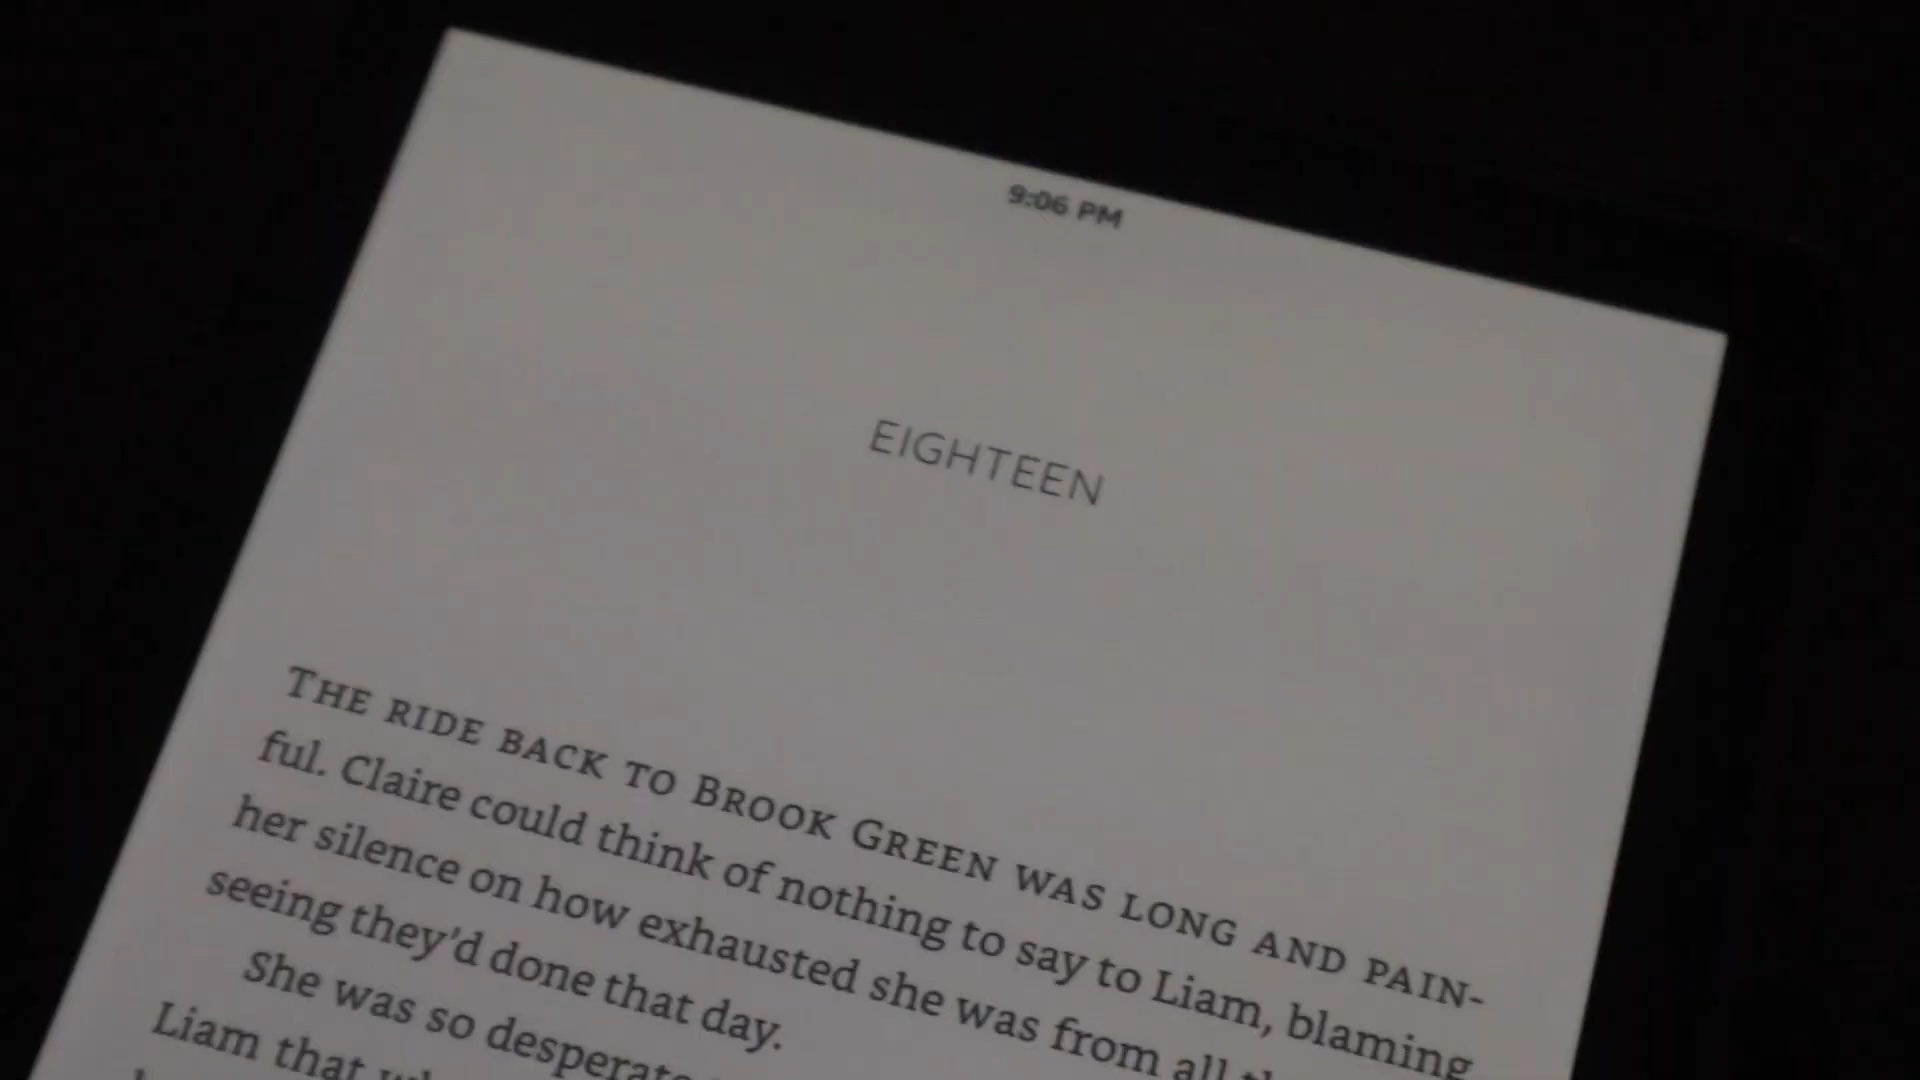 9:06 PM
EIGHTEEN
THE RIDE BACK TO BROOK GREEN WAS LONG AND PAIN-
ful. Claire could think of nothing to say to Liam, blaming
her silence on how exhausted she was from all
seeing they'd done that day.
She was so desperate
Liam that